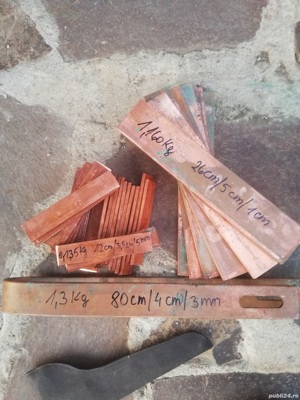 1,160Kg
26cm/5cm/1cm
1,3Kg 80cm/4cm/3mm
publi24.ro